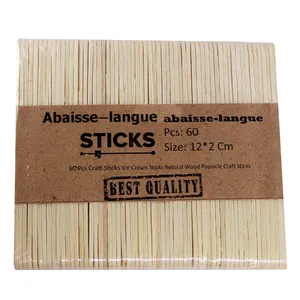 Abaisse-langue abaisse-langue
STICKS Pcs: 60
Size: 12*2 Cm
60 Pcs Craft Sticks Ice Cream Sticks Natural Wood Popsicle Craft Sticks
BEST QUALITY